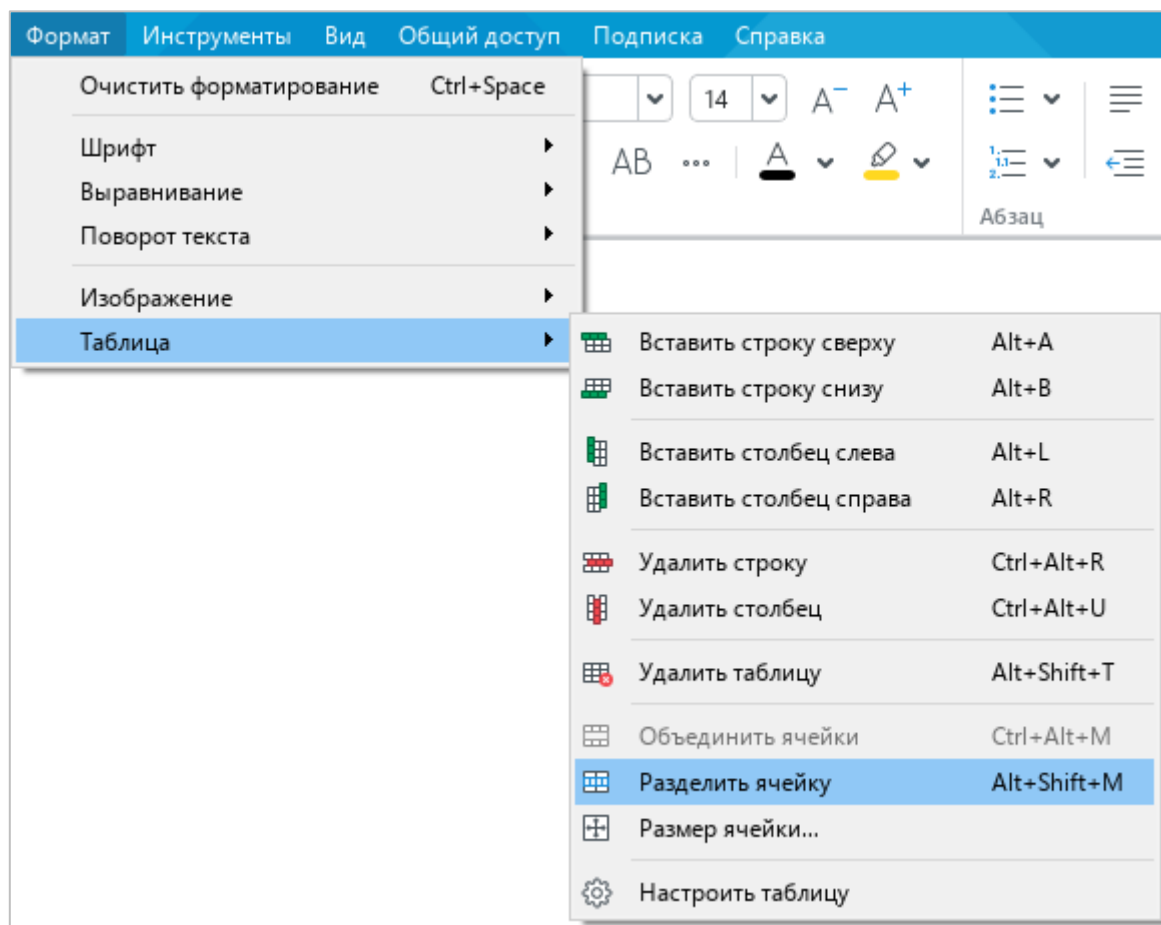 Формат Инструменты Вид Общий доступ Подписка Справка
Очистить форматирование Ctrl+Space
14 A− A+
Шрифт
AB ••• A
Выравнивание
Поворот текста
Абзац
Изображение
Таблица
Вставить строку сверху Alt+A
Вставить строку снизу Alt+B
Вставить столбец слева Alt+L
Вставить столбец справа Alt+R
Удалить строку Ctrl+Alt+R
Удалить столбец Ctrl+Alt+U
Удалить таблицу Alt+Shift+T
Объединить ячейки Ctrl+Alt+M
Разделить ячейку Alt+Shift+M
Размер ячейки...
Настроить таблицу